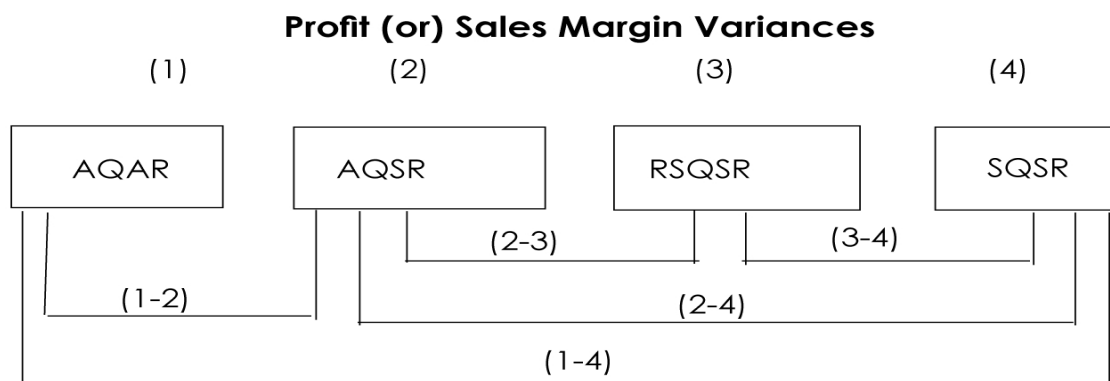 Profit (or) Sales Margin Variances
(1) (2) (3) (4)
AQAR AQSR RSQSR SQSR
(2-3) (3-4)
(1-2) (2-4)
(1-4)